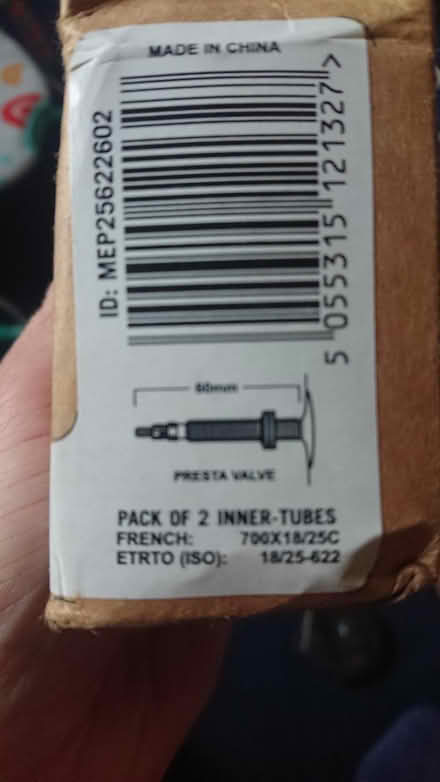 MADE IN CHINA
ID: MEP25622602
5 055315 121327 >
60mm
PRESTA VALVE
PACK OF 2 INNER-TUBES
FRENCH: 700X18/25C
ETRTO (ISO): 18/25-622